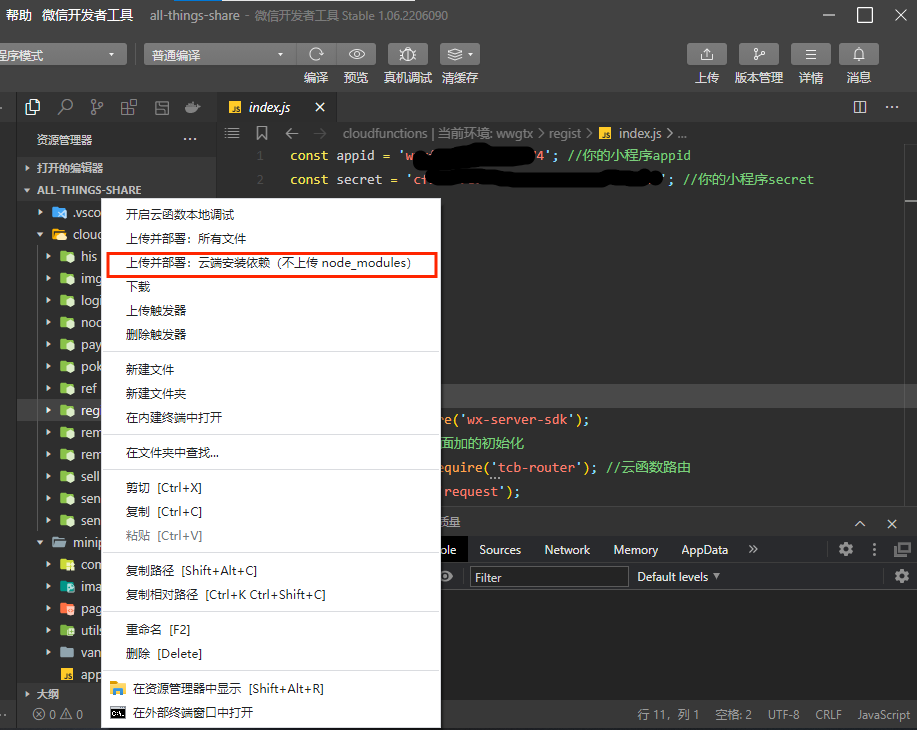 帮助 微信开发者工具 all-things-share - 微信开发者工具 Stable 1.06.2206090
程序模式 普通编译
编译 预览 真机调试 清缓存 上传 版本管理 详情 消息
index.js
资源管理器
cloudfunctions | 当前环境: wwgtx > regist > index.js > ...
打开的编辑器
ALL-THINGS-SHARE
1 const appid = 'w 4'; //你的小程序appid
2 const secret = 'cf '; //你的小程序secret
.vsco
cloud
his
img
logi
noc
pay
pok
ref
reg
rem
rem
sell
sen
sen
minip
com
ima
pag
utils
van
app
大纲
开启云函数本地调试
上传并部署：所有文件
上传并部署：云端安装依赖（不上传 node_modules）
下载
上传触发器
删除触发器
新建文件
新建文件夹
在内建终端中打开
在文件夹中查找...
剪切 [Ctrl+X]
复制 [Ctrl+C]
粘贴 [Ctrl+V]
复制路径 [Shift+Alt+C]
复制相对路径 [Ctrl+K Ctrl+Shift+C]
重命名 [F2]
删除 [Delete]
在资源管理器中显示 [Shift+Alt+R]
在外部终端窗口中打开
re('wx-server-sdk');
面加的初始化
quire('tcb-router'); //云函数路由
request');
质量
ole Sources Network Memory AppData
Filter Default levels
0 0 行 11，列 1 空格: 2 UTF-8 CRLF JavaScript